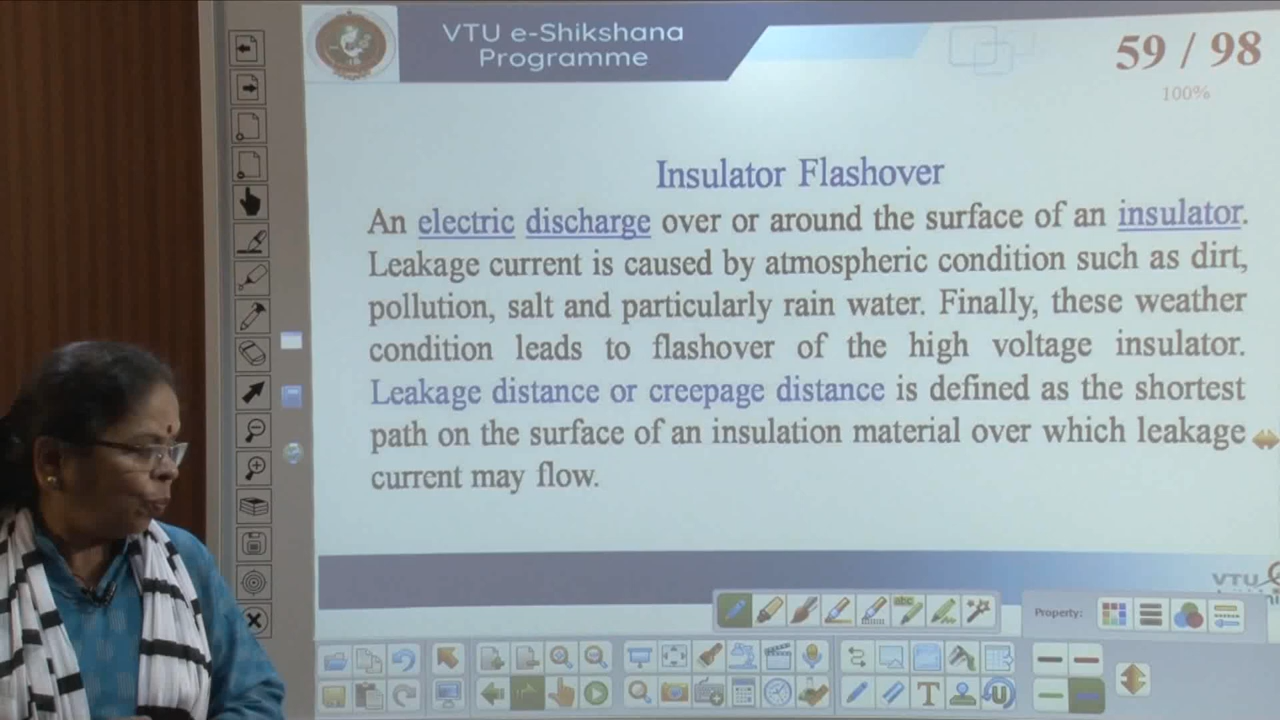 VTU e-Shikshana
Programme
59 / 98
100%
Insulator Flashover
An electric discharge over or around the surface of an insulator.
Leakage current is caused by atmospheric condition such as dirt,
pollution, salt and particularly rain water. Finally, these weather
condition leads to flashover of the high voltage insulator.
Leakage distance or creepage distance is defined as the shortest
path on the surface of an insulation material over which leakage
current may flow.
VTU
Property: